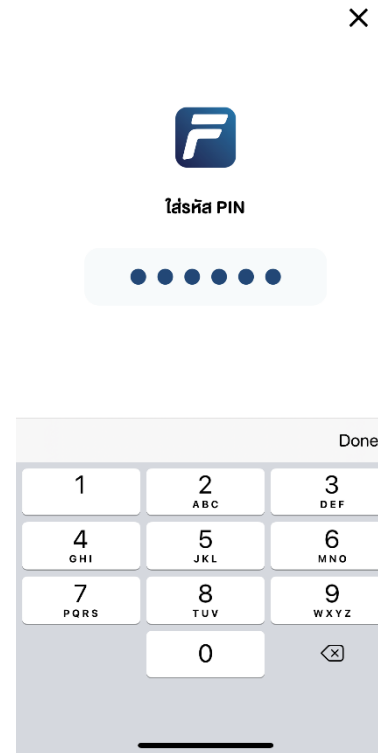 ใส่รหัส PIN
Done
1
2
ABC
3
DEF
4
GHI
5
JKL
6
MNO
7
PQRS
8
TUV
9
WXYZ
0